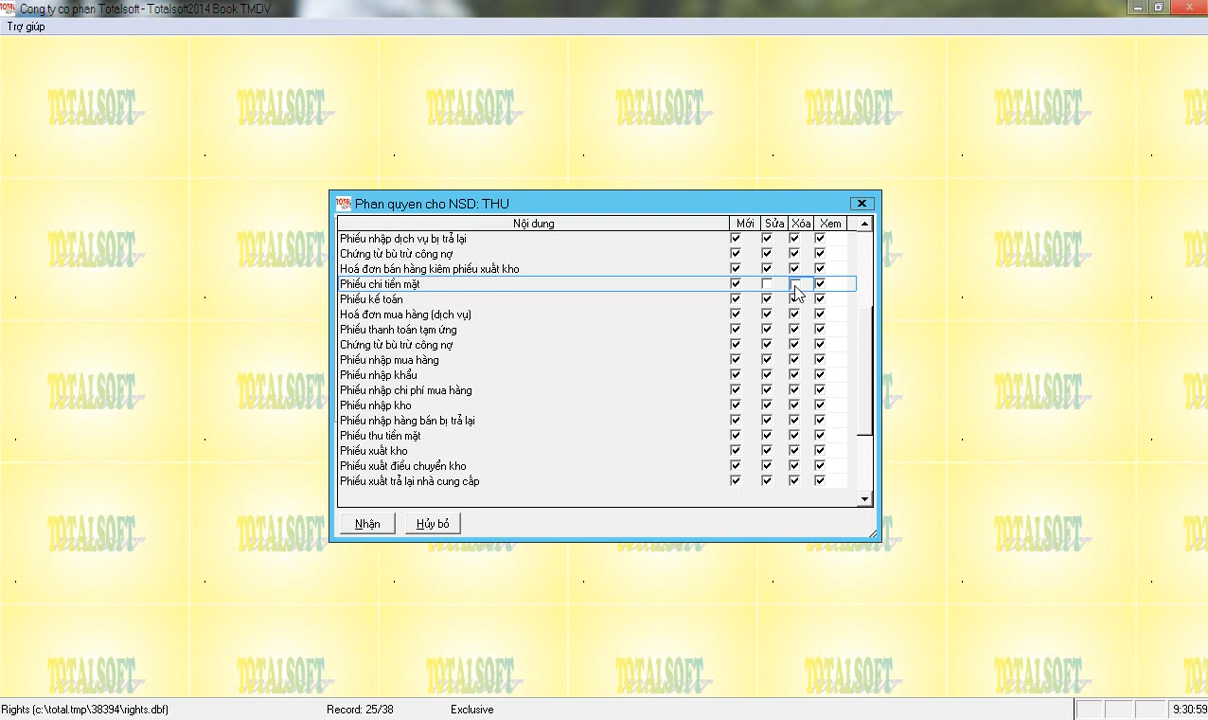 Cong ty co phan Totalsoft - Totalsoft2014 Book TMDV
Trợ giúp
TOTALSOFT TOTALSOFT TOTALSOFT TOTALSOFT TOTALSOFT TOTALSOFT
Phan quyen cho NSD: THU
Nội dung Mới Sửa Xóa Xem
Phiếu nhập dịch vụ bị trả lại
Chứng từ bù trừ công nợ
Hoá đơn bán hàng kiêm phiếu xuất kho
Phiếu chi tiền mặt
Phiếu kế toán
Hoá đơn mua hàng (dịch vụ)
Phiếu thanh toán tạm ứng
Chứng từ bù trừ công nợ
Phiếu nhập mua hàng
Phiếu nhập khẩu
Phiếu nhập chi phí mua hàng
Phiếu nhập kho
Phiếu nhập hàng bán bị trả lại
Phiếu thu tiền mặt
Phiếu xuất kho
Phiếu xuất điều chuyển kho
Phiếu xuất trả lại nhà cung cấp
Nhận Hủy bỏ
Rights (c:\total.tmp\38394\rights.dbf) Record: 25/38 Exclusive 9:30:59